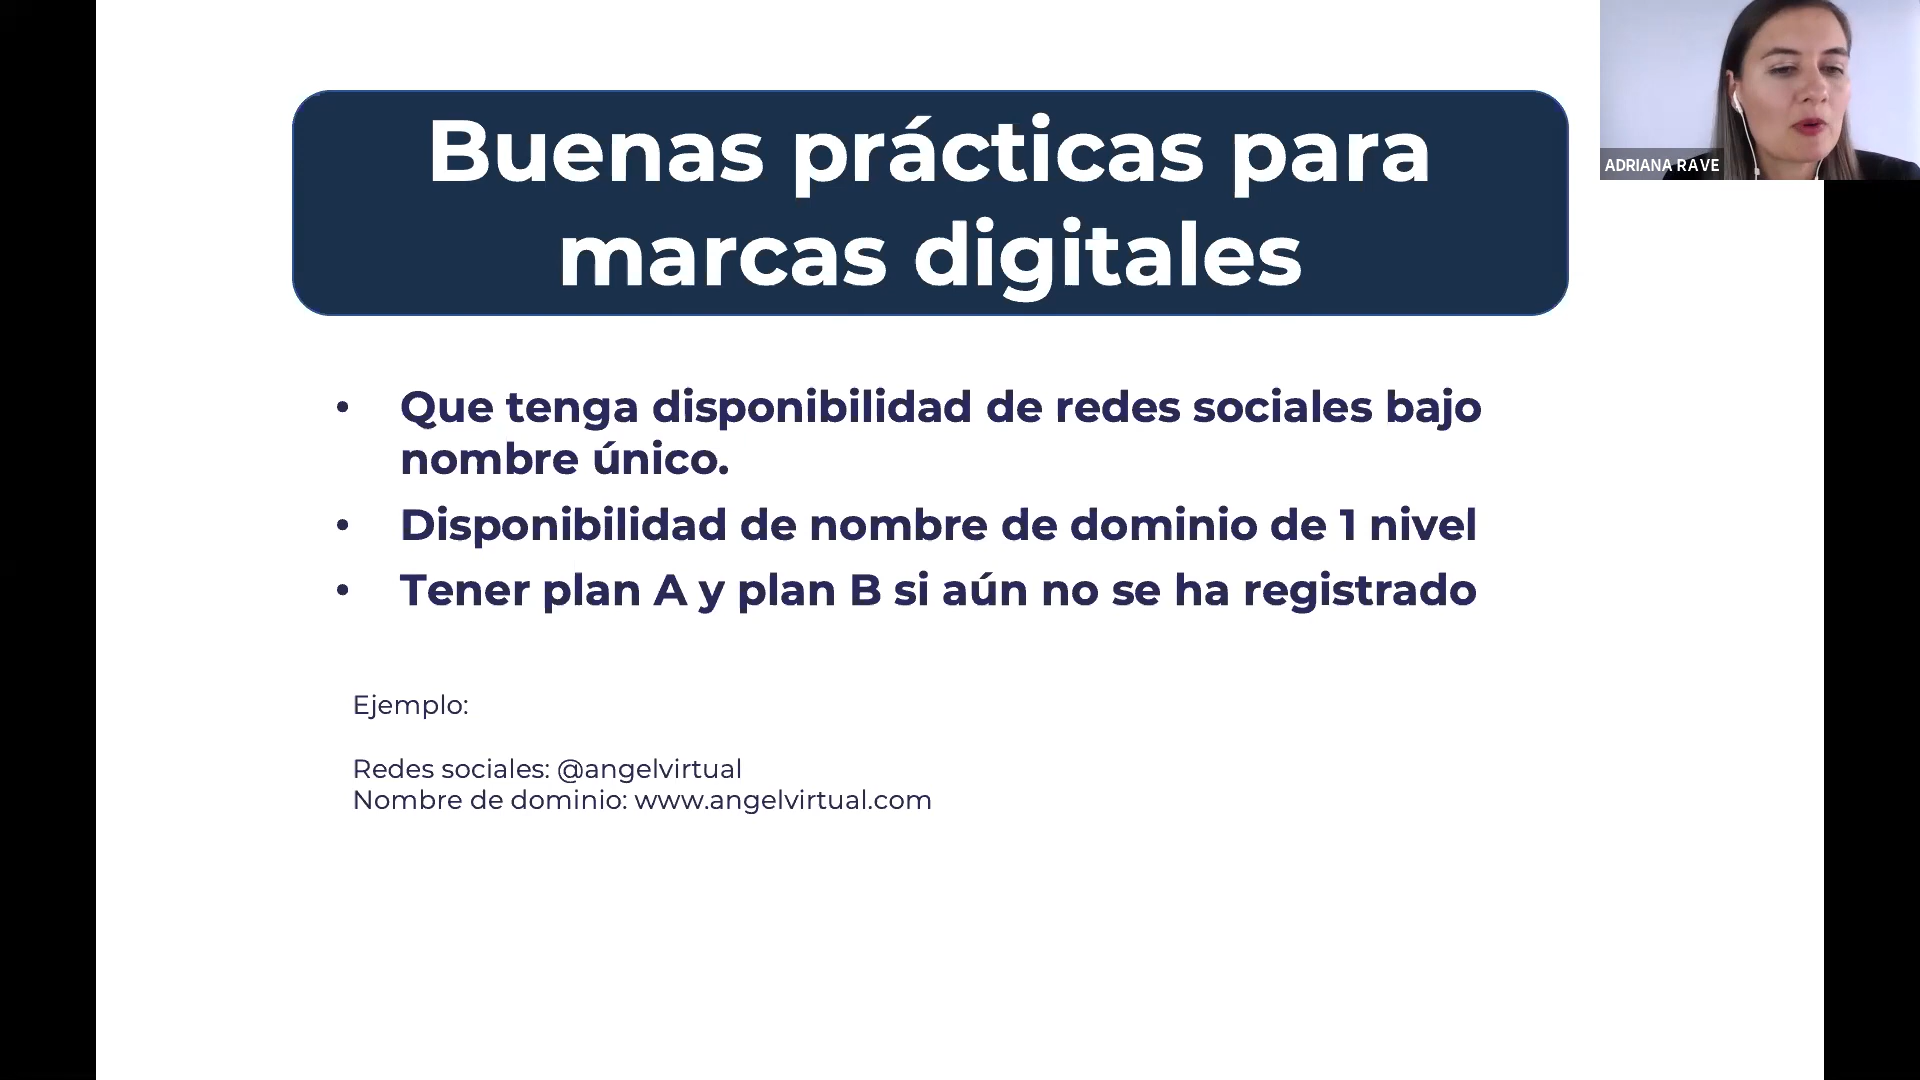 Buenas prácticas para
marcas digitales
ADRIANA RAVE
• Que tenga disponibilidad de redes sociales bajo
nombre único.
• Disponibilidad de nombre de dominio de 1 nivel
• Tener plan A y plan B si aún no se ha registrado
Ejemplo:
Redes sociales: @angelvirtual
Nombre de dominio: www.angelvirtual.com